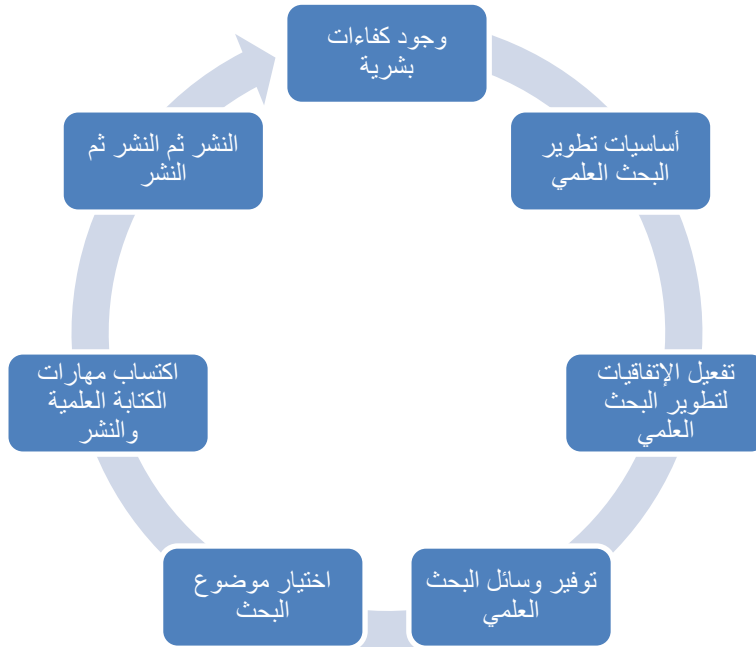 وجود كفاءات
بشرية
أساسيات تطوير
البحث العلمي
تفعيل الإتفاقيات
لتطوير البحث
العلمي
توفير وسائل البحث
العلمي
اختيار موضوع
البحث
اكتساب مهارات
الكتابة العلمية
والنشر
النشر ثم النشر ثم
النشر